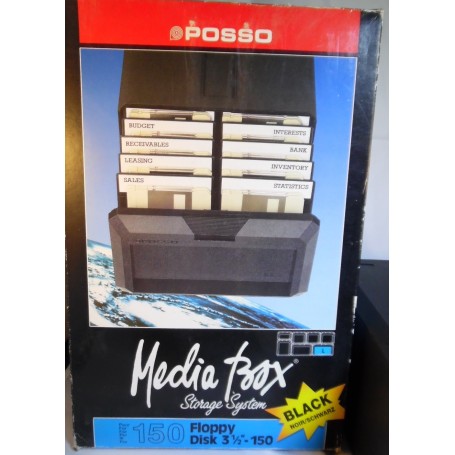 POSSO
BUDGET
INTERESTS
RECEIVABLES
BANK
LEASING
INVENTORY
SALES
STATISTICS
Media Box®
Storage System
BLACK
NOIR/SCHWARZ
L
150 Floppy
Disk 3 ½"-150